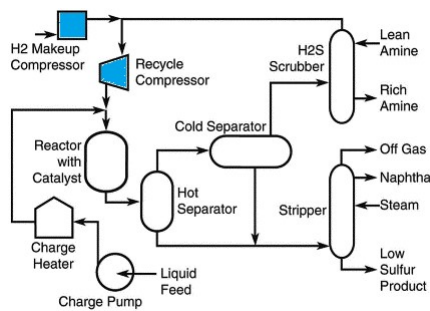 H2 Makeup
Compressor
Recycle
Compressor
H2S
Scrubber
Lean
Amine
Rich
Amine
Cold Separator
Reactor
with
Catalyst
Hot
Separator
Stripper
Off Gas
Naphtha
Steam
Low
Sulfur
Product
Charge
Heater
Charge Pump
Liquid
Feed